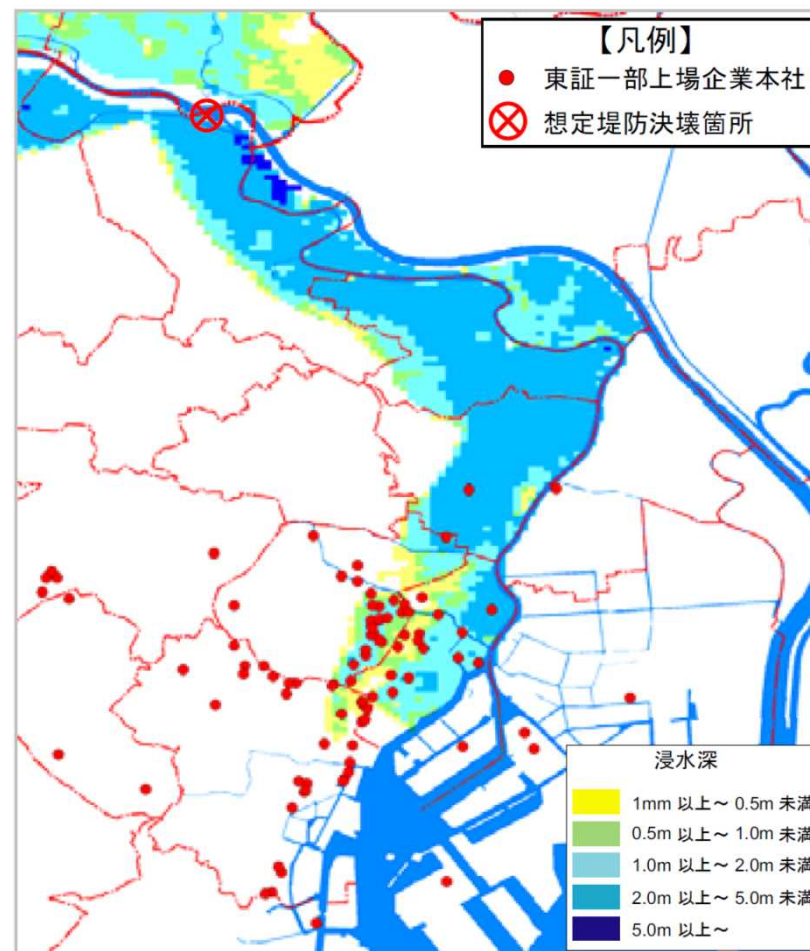 【凡例】
東証一部上場企業本社
想定堤防決壊箇所
浸水深
1mm 以上～ 0.5m 未満
0.5m 以上～ 1.0m 未満
1.0m 以上～ 2.0m 未満
2.0m 以上～ 5.0m 未満
5.0m 以上～